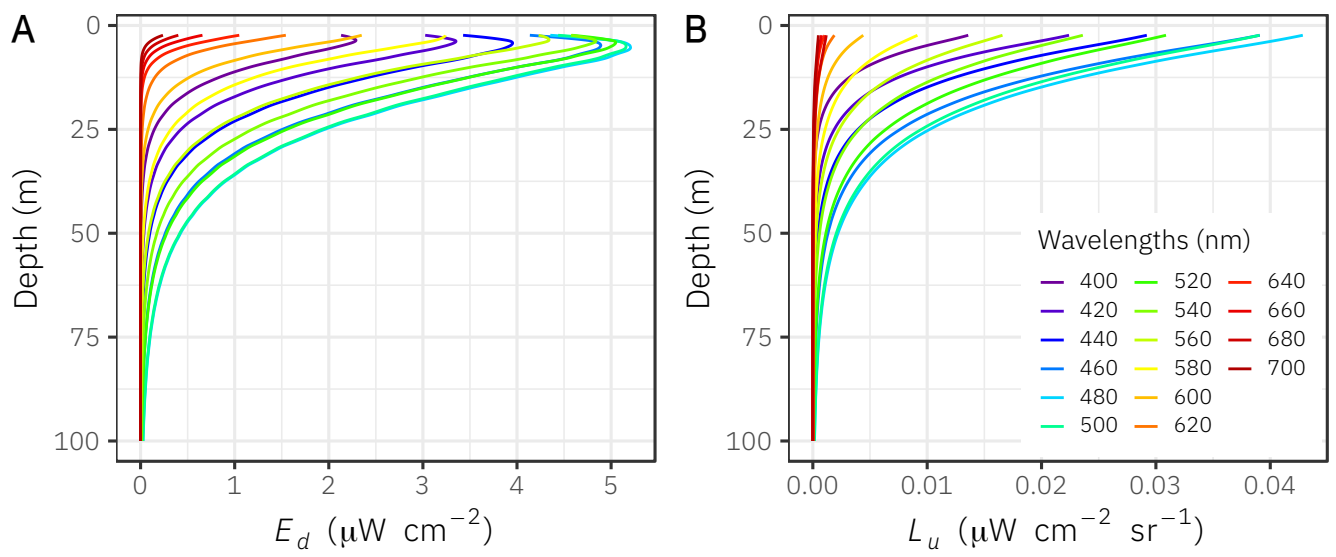 A
0
25
50
75
100
Depth (m)
0 1 2 3 4 5
E_d (μW cm⁻²)
B
0
25
50
75
100
Depth (m)
0.00 0.01 0.02 0.03 0.04
L_u (μW cm⁻² sr⁻¹)
Wavelengths (nm)
400 520 640
420 540 660
440 560 680
460 580 700
480 600
500 620